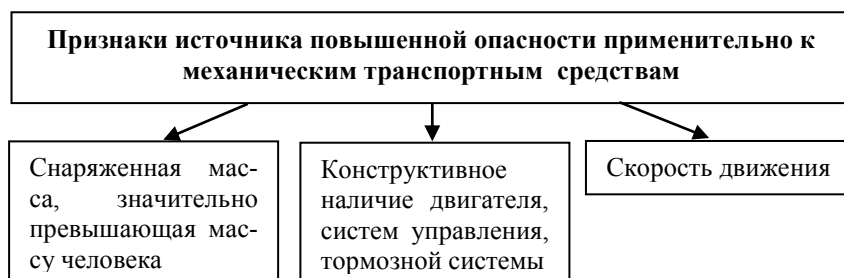 Признаки источника повышенной опасности применительно к
механическим транспортным средствам
Снаряженная мас-
са, значительно
превышающая мас-
су человека
Конструктивное
наличие двигателя,
систем управления,
тормозной системы
Скорость движения